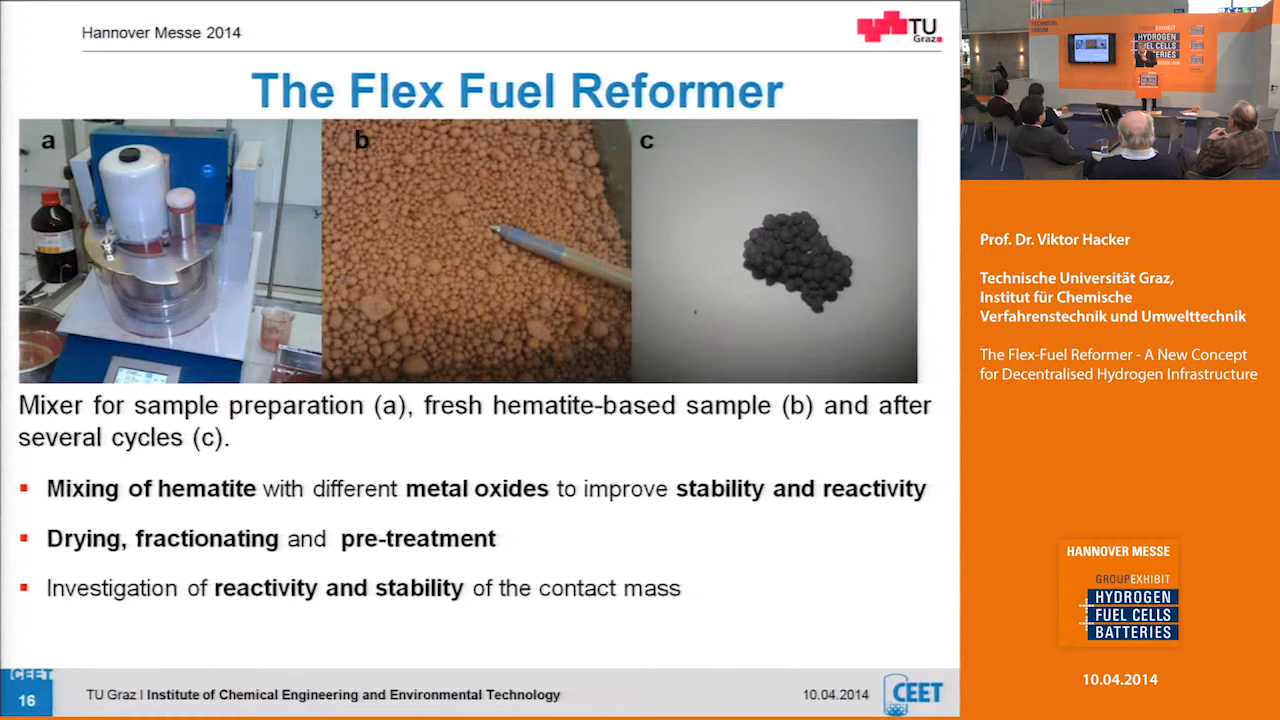 Hannover Messe 2014
TU
Graz
The Flex Fuel Reformer
a
b
c
Mixer for sample preparation (a), fresh hematite-based sample (b) and after
several cycles (c).
Mixing of hematite with different metal oxides to improve stability and reactivity
Drying, fractionating and pre-treatment
Investigation of reactivity and stability of the contact mass
CEET
16
TU Graz I Institute of Chemical Engineering and Environmental Technology
10.04.2014
CEET
TECHNICAL
FORUM
GROUPEXHIBIT
HYDROGEN
FUEL CELLS
BATTERIES
Prof. Dr. Viktor Hacker
Technische Universität Graz,
Institut für Chemische
Verfahrenstechnik und Umwelttechnik
The Flex-Fuel Reformer - A New Concept
for Decentralised Hydrogen Infrastructure
HANNOVER MESSE
GROUPEXHIBIT
HYDROGEN
FUEL CELLS
BATTERIES
10.04.2014